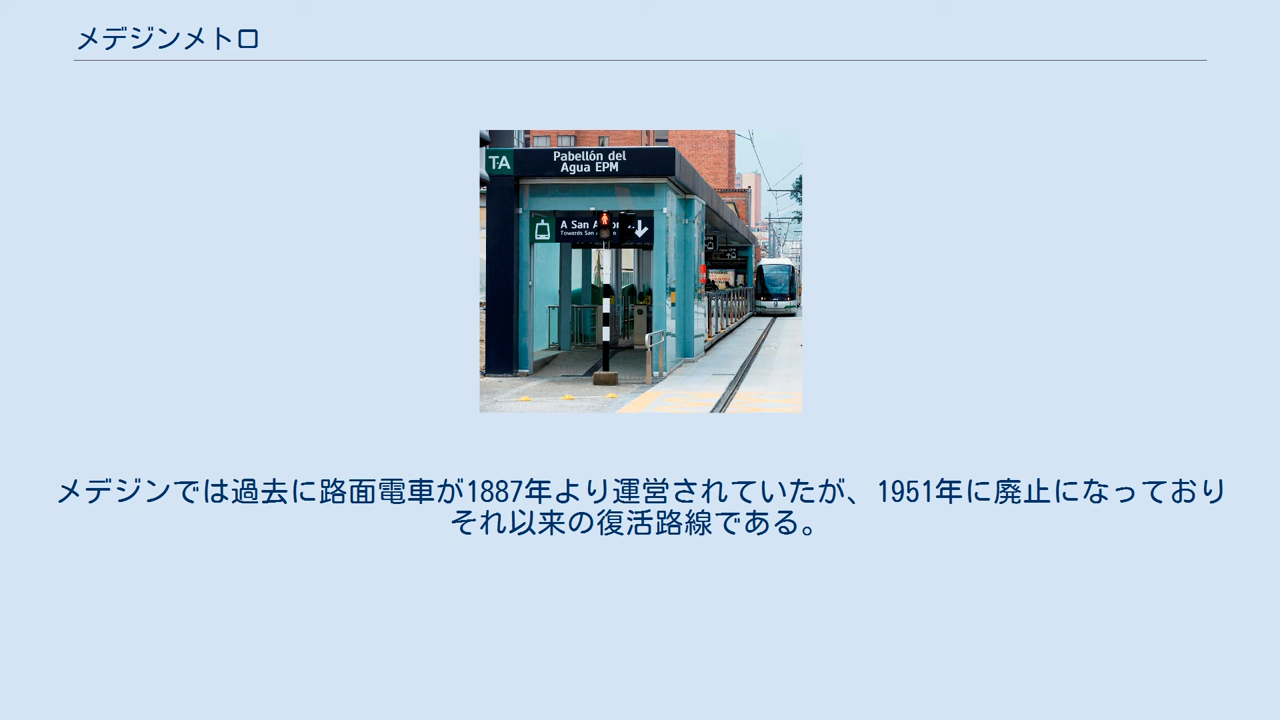 メデジンメトロ
TA
Pabellón del
Agua EPM
A San A
Towards San
メデジンでは過去に路面電車が1887年より運営されていたが、1951年に廃止になっており
それ以来の復活路線である。